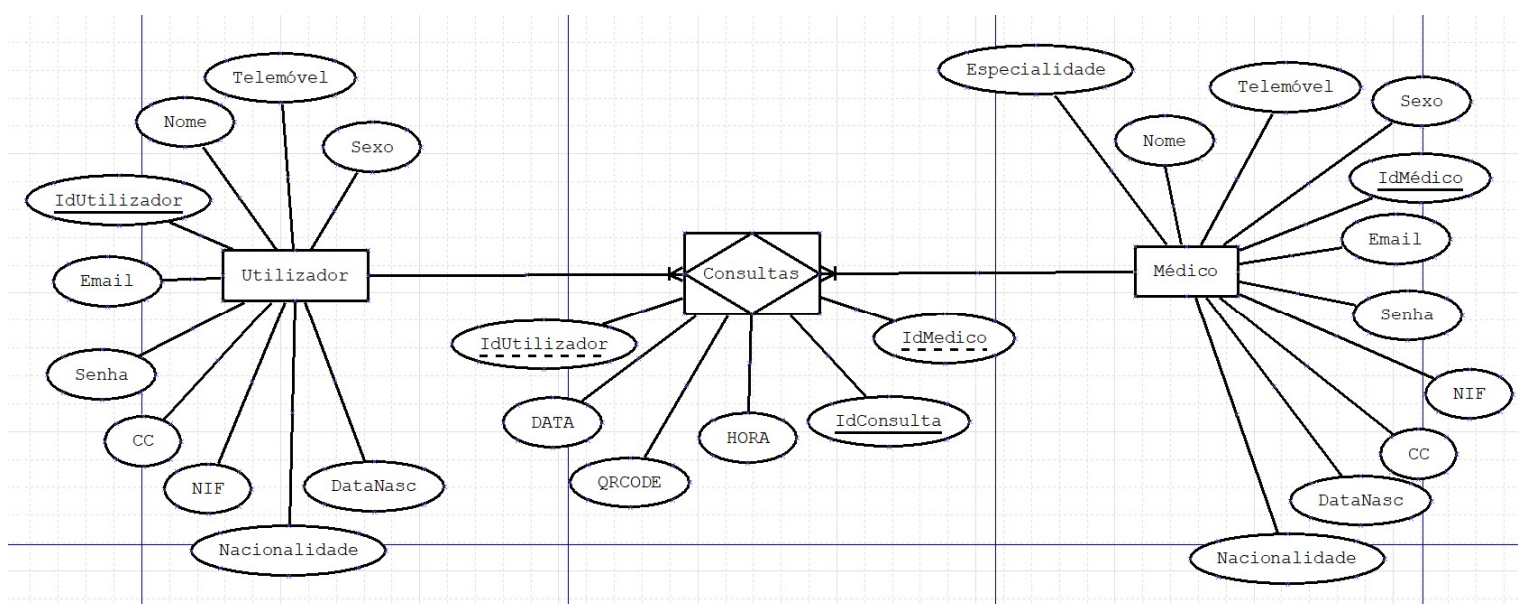 Telemóvel
Nome
Sexo
IdUtilizador
Email
Utilizador
Senha
CC
NIF
DataNasc
Nacionalidade
Consultas
IdUtilizador
IdMedico
DATA
HORA
IdConsulta
QRCODE
Especialidade
Telemóvel
Sexo
Nome
IdMédico
Email
Médico
Senha
NIF
CC
DataNasc
Nacionalidade